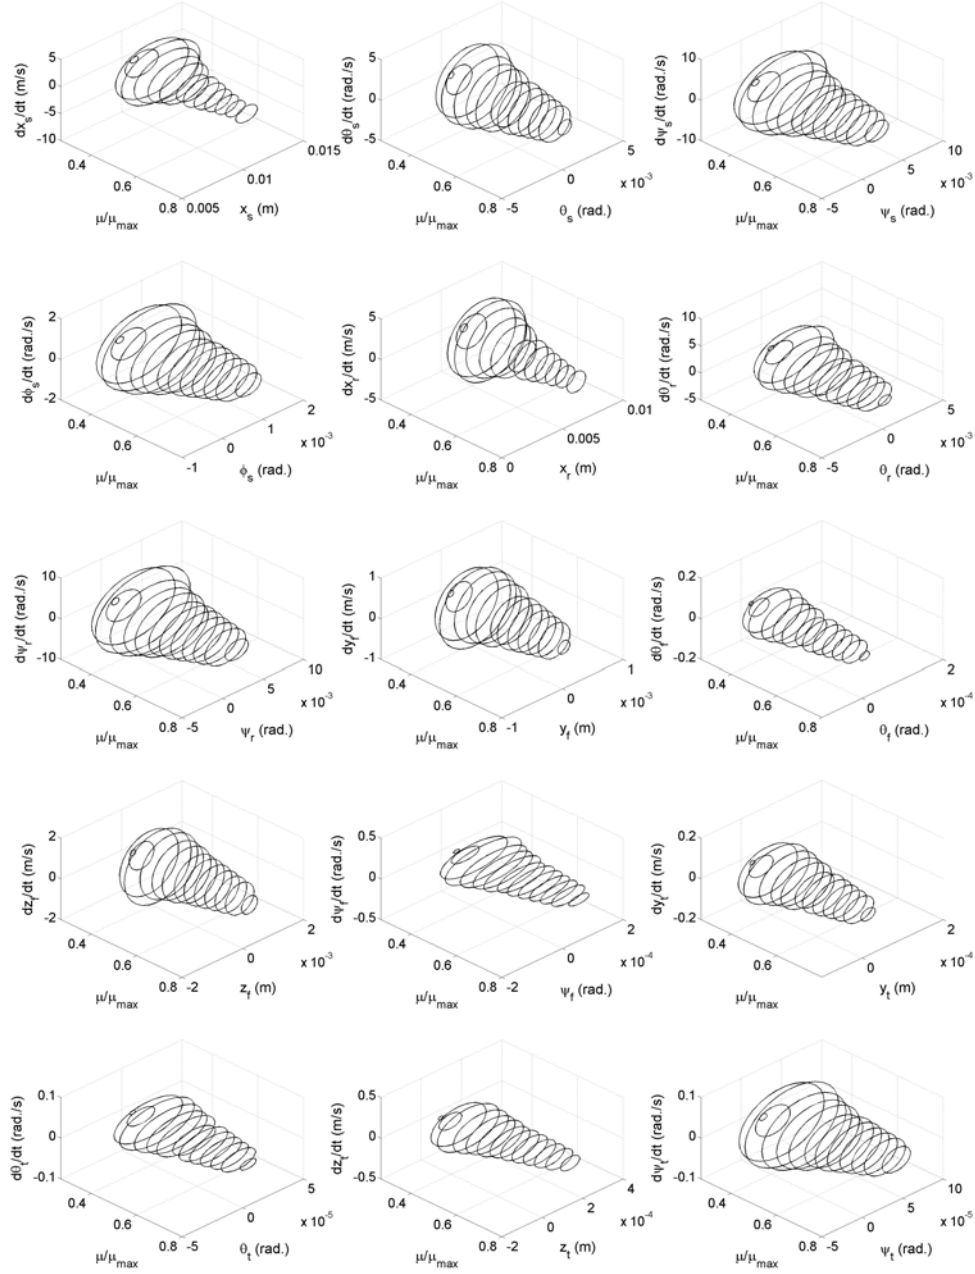 dx_s/dt (m/s) 5 0 -5 -10 0.4 0.6 0.8 μ/μ_max 0.005 0.01 0.015 x_s (m)
dθ_s/dt (rad./s) 5 0 -5 0.4 0.6 0.8 μ/μ_max -5 0 5 x 10^-3 θ_s (rad.)
dψ_s/dt (rad./s) 10 0 -10 0.4 0.6 0.8 μ/μ_max -5 0 5 10 x 10^-3 ψ_s (rad.)
dϕ_s/dt (rad./s) 2 0 -2 0.4 0.6 μ/μ_max -1 0 1 2 x 10^-3 ϕ_s (rad.)
dx_r/dt (m/s) 5 0 -5 0.4 0.6 0.8 μ/μ_max 0 0.005 0.01 x_r (m)
dθ_r/dt (rad./s) 10 5 0 -5 0.4 0.6 0.8 μ/μ_max -5 0 5 x 10^-3 θ_r (rad.)
dψ_r/dt (rad./s) 10 0 -10 0.4 0.6 0.8 μ/μ_max -5 0 5 10 x 10^-3 ψ_r (rad.)
dy_f/dt (m/s) 1 0 -1 0.4 0.6 0.8 μ/μ_max -1 0 1 x 10^-3 y_f (m)
dθ_f/dt (rad./s) 0.2 0 -0.2 0.4 0.6 0.8 μ/μ_max -2 0 2 x 10^-4 θ_f (rad.)
dz_f/dt (m/s) 2 0 -2 0.4 0.6 0.8 μ/μ_max -2 0 2 x 10^-3 z_f (m)
dψ_f/dt (rad./s) 0.5 0 -0.5 0.4 0.6 0.8 μ/μ_max -2 0 2 x 10^-4 ψ_f (rad.)
dy_t/dt (m/s) 0.2 0 -0.2 0.4 0.6 μ/μ_max 0 2 x 10^-4 y_t (m)
dθ_t/dt (rad./s) 0.1 0 -0.1 0.4 0.6 0.8 μ/μ_max -5 0 5 x 10^-5 θ_t (rad.)
dz_t/dt (m/s) 0.5 0 -0.5 0.4 0.6 0.8 μ/μ_max -2 0 2 4 x 10^-4 z_t (m)
dψ_t/dt (rad./s) 0.1 0 -0.1 0.4 0.6 0.8 μ/μ_max -5 0 5 10 x 10^-5 ψ_t (rad.)